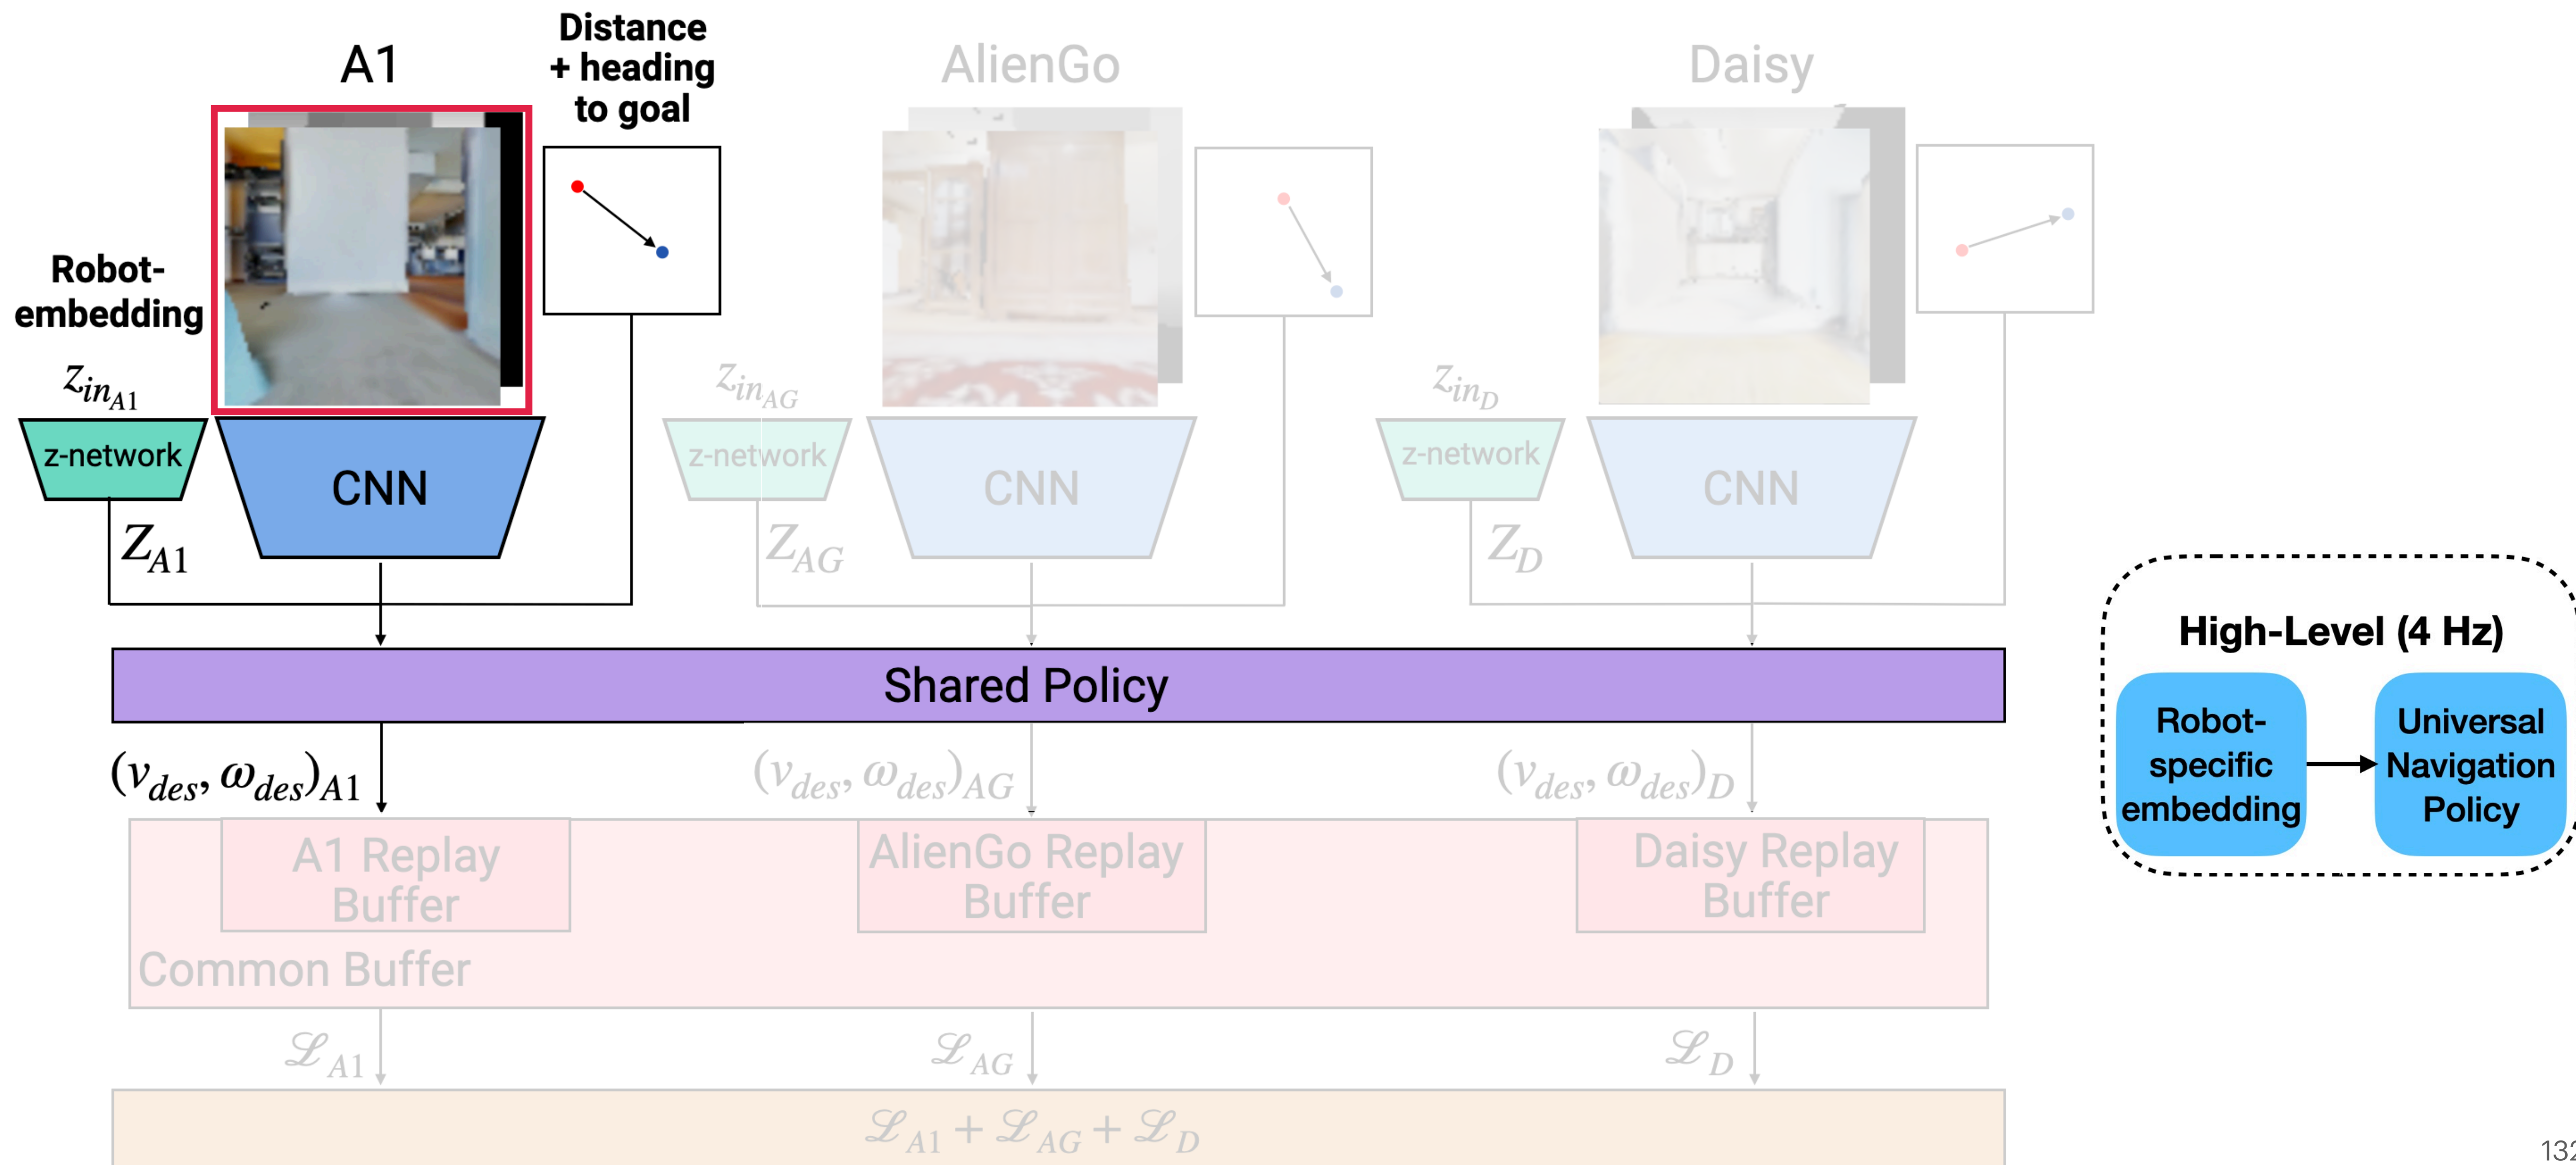 A1
Distance
+ heading
to goal
AlienGo
Daisy
Robot-
embedding
z_{in_{A1}}
z_{in_{AG}}
z_{in_D}
z-network
CNN
z-network
CNN
z-network
CNN
Z_{A1}
Z_{AG}
Z_D
Shared Policy
(v_{des}, ω_{des})_{A1}
(v_{des}, ω_{des})_{AG}
(v_{des}, ω_{des})_D
A1 Replay
Buffer
AlienGo Replay
Buffer
Daisy Replay
Buffer
Common Buffer
ℒ_{A1}
ℒ_{AG}
ℒ_D
ℒ_{A1} + ℒ_{AG} + ℒ_D
High-Level (4 Hz)
Robot-
specific
embedding
Universal
Navigation
Policy
132